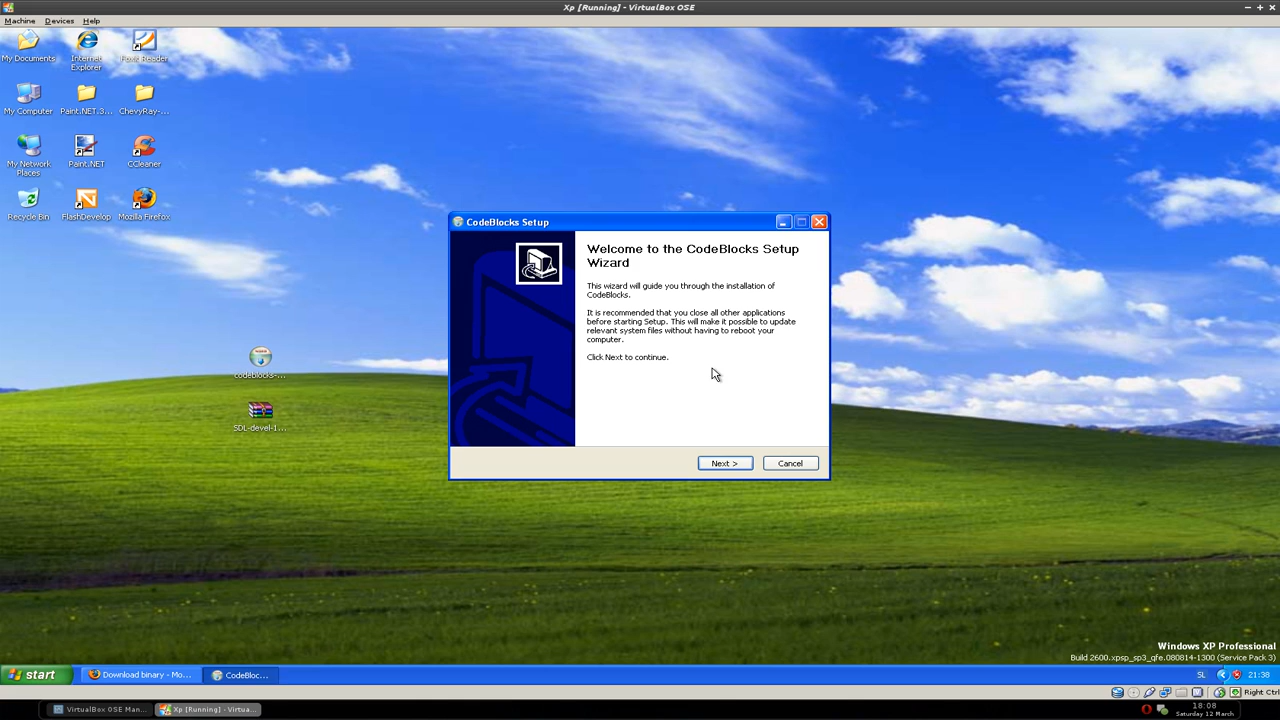 Xp [Running] - VirtualBox OSE
Machine Devices Help
My Documents
Internet Explorer
Foxit Reader
My Computer
Paint.NET.3...
ChevyRay-...
My Network Places
Paint.NET
CCleaner
Recycle Bin
FlashDevelop
Mozilla Firefox
codeblocks-...
SDL-devel-1...
CodeBlocks Setup
Welcome to the CodeBlocks Setup
Wizard
This wizard will guide you through the installation of
CodeBlocks.
It is recommended that you close all other applications
before starting Setup. This will make it possible to update
relevant system files without having to reboot your
computer.
Click Next to continue.
Next >
Cancel
Windows XP Professional
Build 2600.xpsp_sp3_qfe.080814-1300 (Service Pack 3)
start
Download binary - Mo...
CodeBloc...
SL
21:38
Right Ctrl
VirtualBox OSE Man...
Xp [Running] - Virtua...
18:08
Saturday 12 March